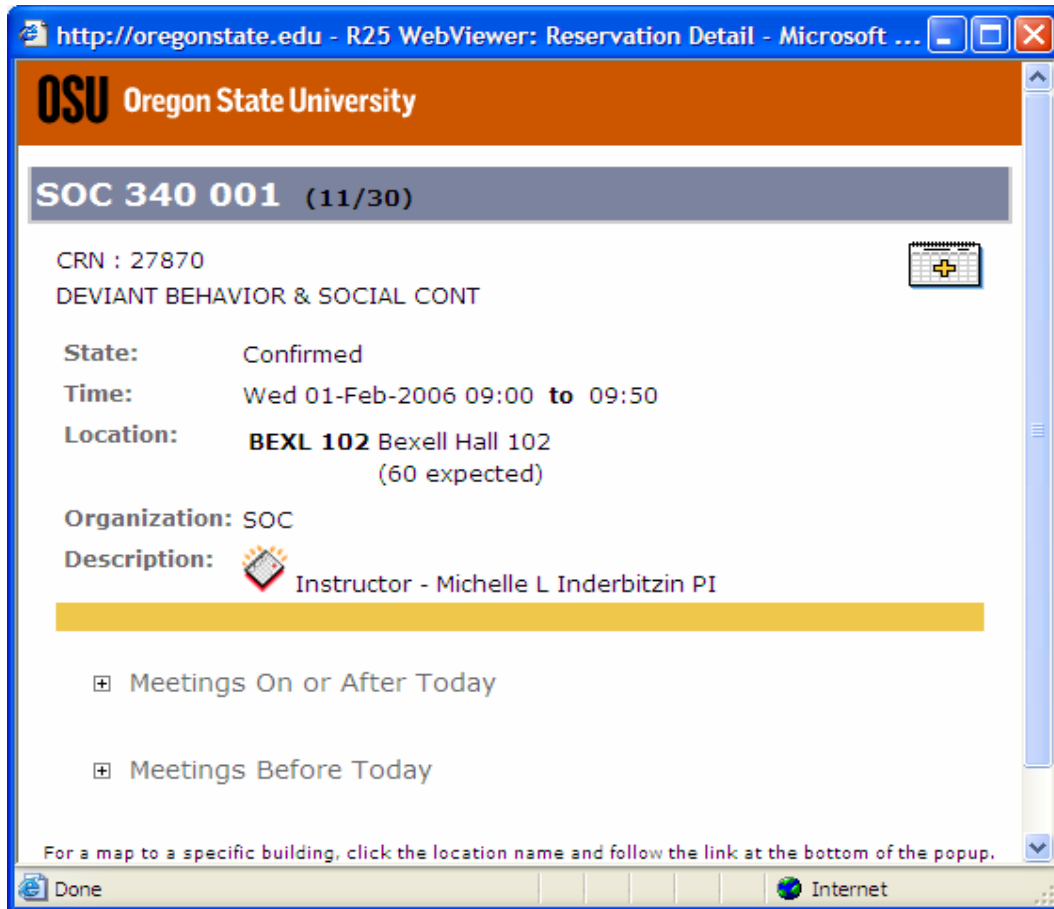 http://oregonstate.edu - R25 WebViewer: Reservation Detail - Microsoft ...
OSU Oregon State University
SOC 340 001 (11/30)
CRN : 27870
DEVIANT BEHAVIOR & SOCIAL CONT
State: Confirmed
Time: Wed 01-Feb-2006 09:00 to 09:50
Location: BEXL 102 Bexell Hall 102
(60 expected)
Organization: SOC
Description: Instructor - Michelle L Inderbitzin PI
Meetings On or After Today
Meetings Before Today
For a map to a specific building, click the location name and follow the link at the bottom of the popup.
Done Internet